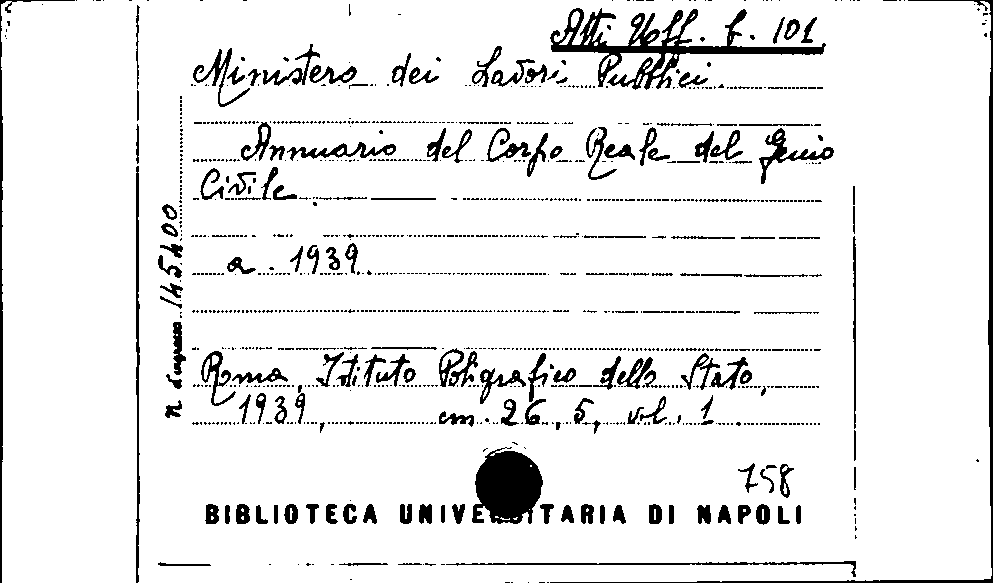 Atti Uff. f. 101
Ministero dei Lavori Pubblici.
Annuario del Corpo Reale del Genio
Civile.
a. 1939.
Roma, Istituto Poligrafico dello Stato,
1939, cm. 26,5, vol. 1.
n. d'ingresso 145400
758
BIBLIOTECA UNIVERSITARIA DI NAPOLI